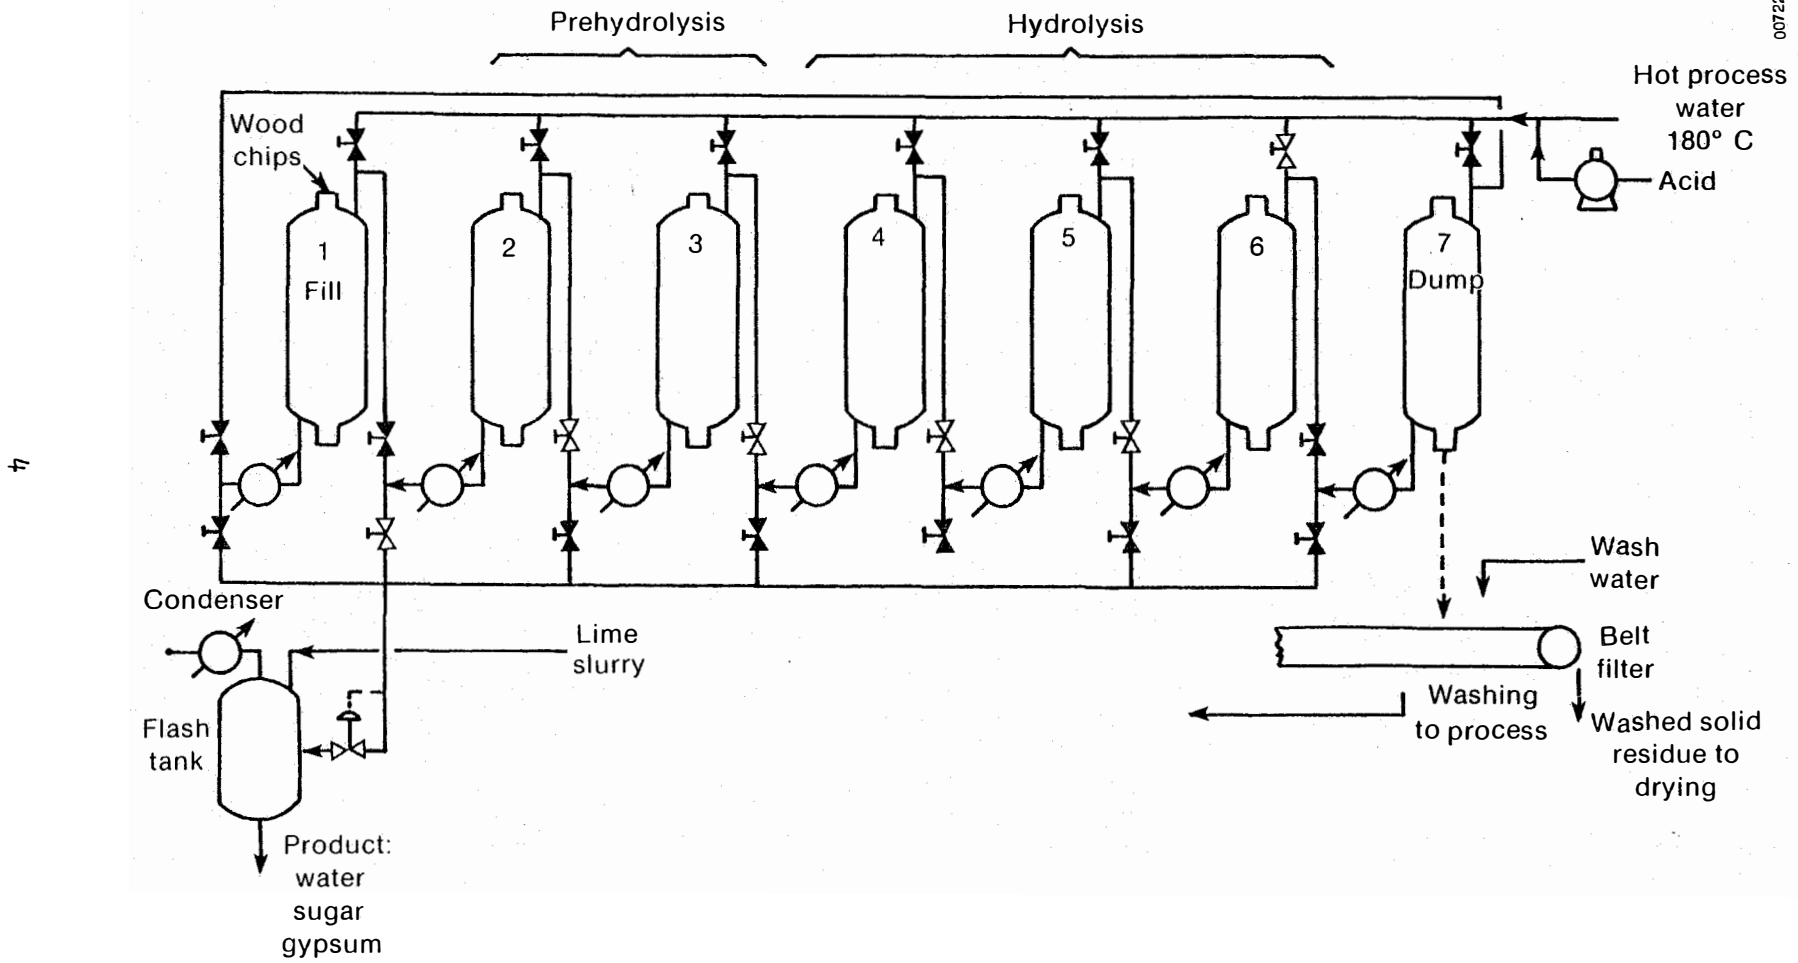 00722
Prehydrolysis
Hydrolysis
Hot process
water
180° C
Wood
chips
Acid
1
Fill
2
3
4
5
6
7
Dump
4
Wash
water
Condenser
Lime
slurry
Belt
filter
Flash
tank
Washing
to process
Washed solid
residue to
drying
Product:
water
sugar
gypsum